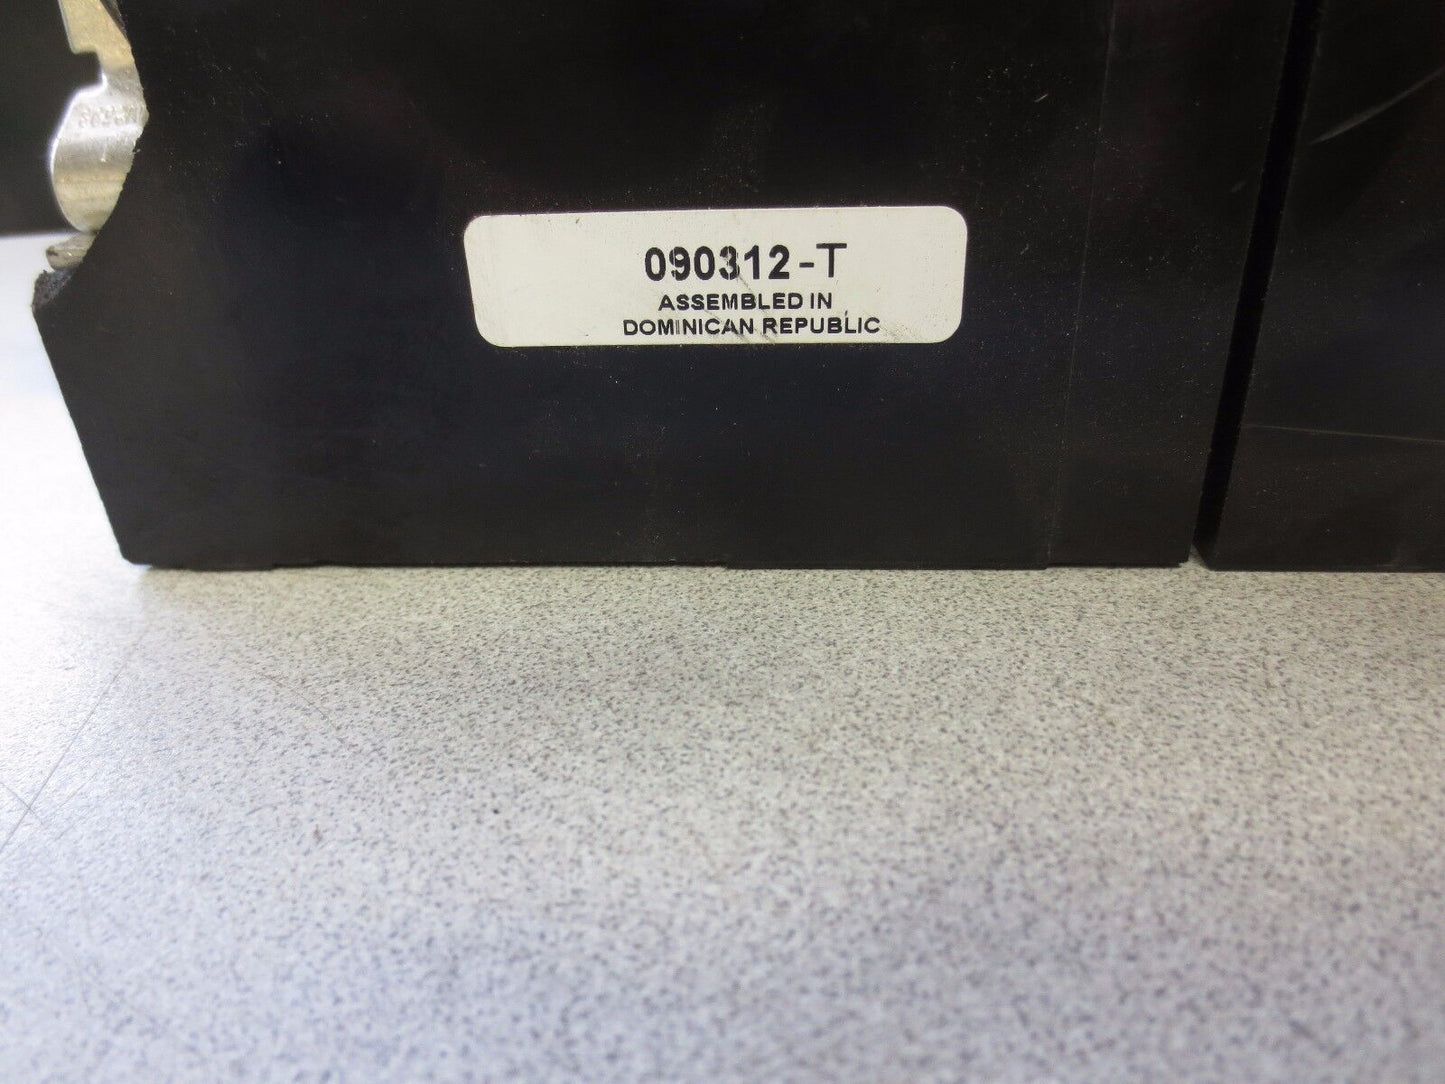 090312-T
ASSEMBLED IN
DOMINICAN REPUBLIC